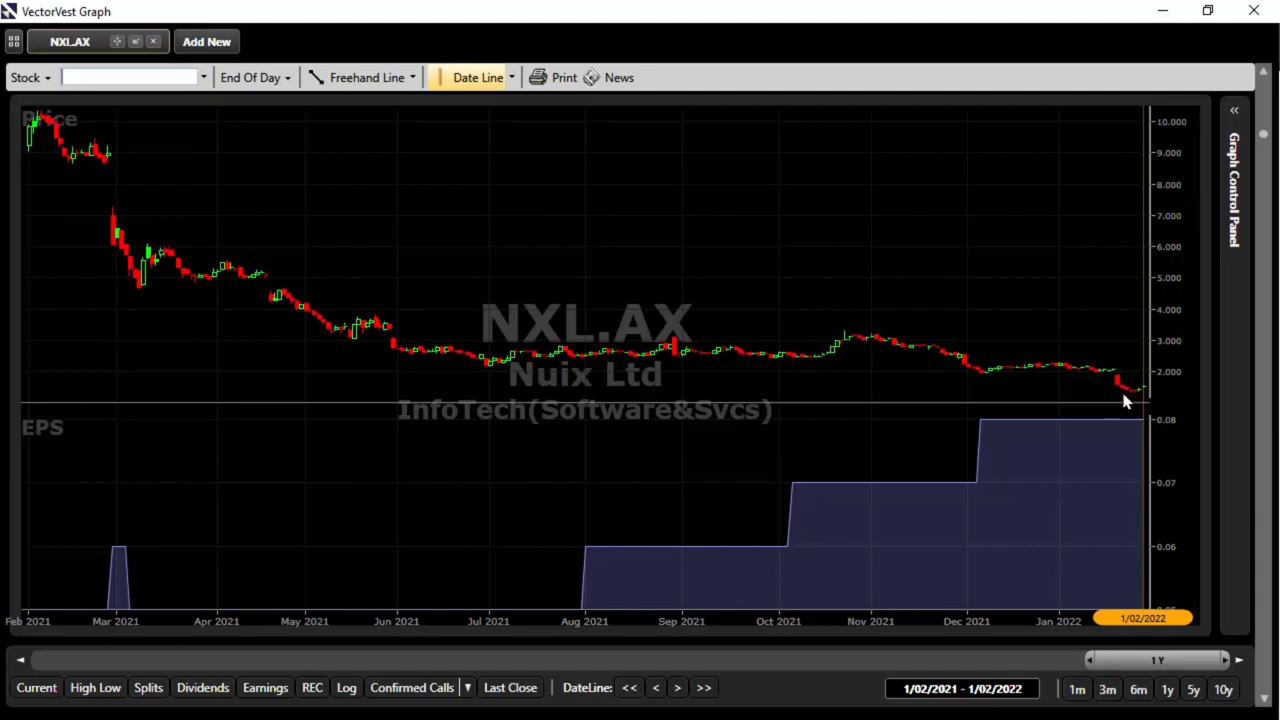 VectorVest Graph
NXL.AX Add New
Stock End Of Day Freehand Line Date Line Print News
Price
10.000
9.000
8.000
7.000
6.000
5.000
4.000
3.000
2.000
NXL.AX
Nuix Ltd
InfoTech(Software&Svcs)
EPS
0.08
0.07
0.06
0.05
Feb 2021 Mar 2021 Apr 2021 May 2021 Jun 2021 Jul 2021 Aug 2021 Sep 2021 Oct 2021 Nov 2021 Dec 2021 Jan 2022 1/02/2022
« Graph Control Panel
1 Y
Current High Low Splits Dividends Earnings REC Log Confirmed Calls Last Close DateLine: << < > >> 1/02/2021 - 1/02/2022 1m 3m 6m 1y 5y 10y